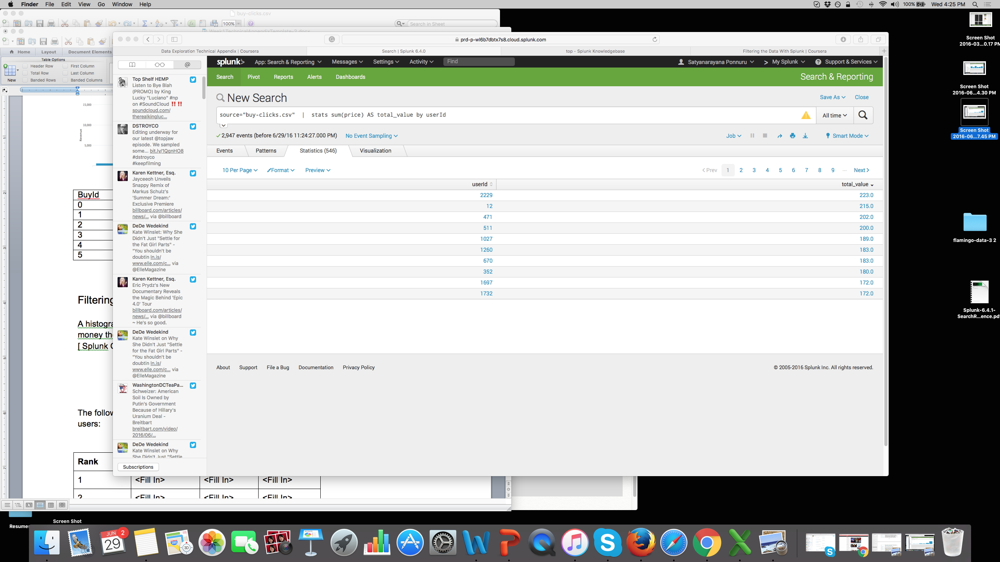 Finder File Edit View Go Window Help
100% Wed 4:25 PM
buy-clicks.csv
100%
Search in Sheet
Week1TechnicalAppendixTemplate-2.docx
Home Layout Document Elements
Table Options
New
Header Row
First Column
Total Row
Last Column
Banded Rows
Banded Columns
15,000
10,000
5,000
Revenue
BuyId
0
1
2
3
4
5
Filtering
A histogra
money the
[ Splunk
The follow
users:
Rank
1 <Fill In> <Fill In> <Fill In>
2 <Fill In> <Fill In> <Fill In>
prd-p-wl6b7dbtx7s8.cloud.splunk.com
Data Exploration Technical Appendix | Coursera
Search | Splunk 6.4.0
top - Splunk Knowledgebase
Filtering the Data With Splunk | Coursera
Top Shelf HEMP
Listen to Bye Blah
(PROMO) by King
Lucky "Luciano" #np
on #SoundCloud ‼️‼️
soundcloud.com/
therealkingluc...
DSTROYCO
Editing underway for
our latest @topjaw
episode. We sampled
some... bit.ly/1QgnHO8
#dstroyco
#keepfilming
Karen Kettner, Esq.
Jayceeoh Unveils
Snappy Remix of
Markus Schulz's
'Summer Dream:'
Exclusive Premiere
billboard.com/articles/
news/... via @billboard
DeDe Wedekind
Kate Winslet: Why She
Didn't Just "Settle for
the Fat Girl Parts" -
"You shouldn't be
doubtin ln.is/
www.elle.com/c... via
@ElleMagazine
Karen Kettner, Esq.
Eric Prydz's New
Documentary Reveals
the Magic Behind 'Epic
4.0' Tour
billboard.com/articles/
news/... via @billboard
~ He's so good.
DeDe Wedekind
Kate Winslet on Why
She Didn't Just "Settle
for the Fat Girl Parts" -
"You shouldn't be
doubtin ln.is/
www.elle.com/c... via
@ElleMagazine
WashingtonDCTeaPa...
Schweizer: American
Soil Is Owned by
Putin's Government
Because of Hillary's
Uranium Deal -
Breitbart
breitbart.com/video/
2016/06/...
DeDe Wedekind
Kate Winslet on Why
She Didn't Just "Settle
Subscriptions
splunk> App: Search & Reporting Messages Settings Activity Find
Satyanarayana Ponnuru > My Splunk Support & Services
Search Pivot Reports Alerts Dashboards
Search & Reporting
New Search
Save As Close
source="buy-clicks.csv" | stats sum(price) AS total_value by userId
All time
2,947 events (before 6/29/16 11:24:27.000 PM) No Event Sampling
Job Smart Mode
Events Patterns Statistics (546) Visualization
10 Per Page Format Preview
< Prev 1 2 3 4 5 6 7 8 9 ... Next >
userId total_value
2229 223.0
12 215.0
471 202.0
511 200.0
1027 189.0
1260 183.0
670 183.0
352 180.0
1697 172.0
1732 172.0
About Support File a Bug Documentation Privacy Policy
© 2005-2016 Splunk Inc. All rights reserved.
Screen Shot
2016-03...0.17 PM
Screen Shot
2016-06...4.30 PM
Screen Shot
2016-06...7.45 PM
flamingo-data-3 2
Splunk-6.4.1-
SearchR...ence.pdf
Screen Shot
Resumes
JUN 2
29
280
3D